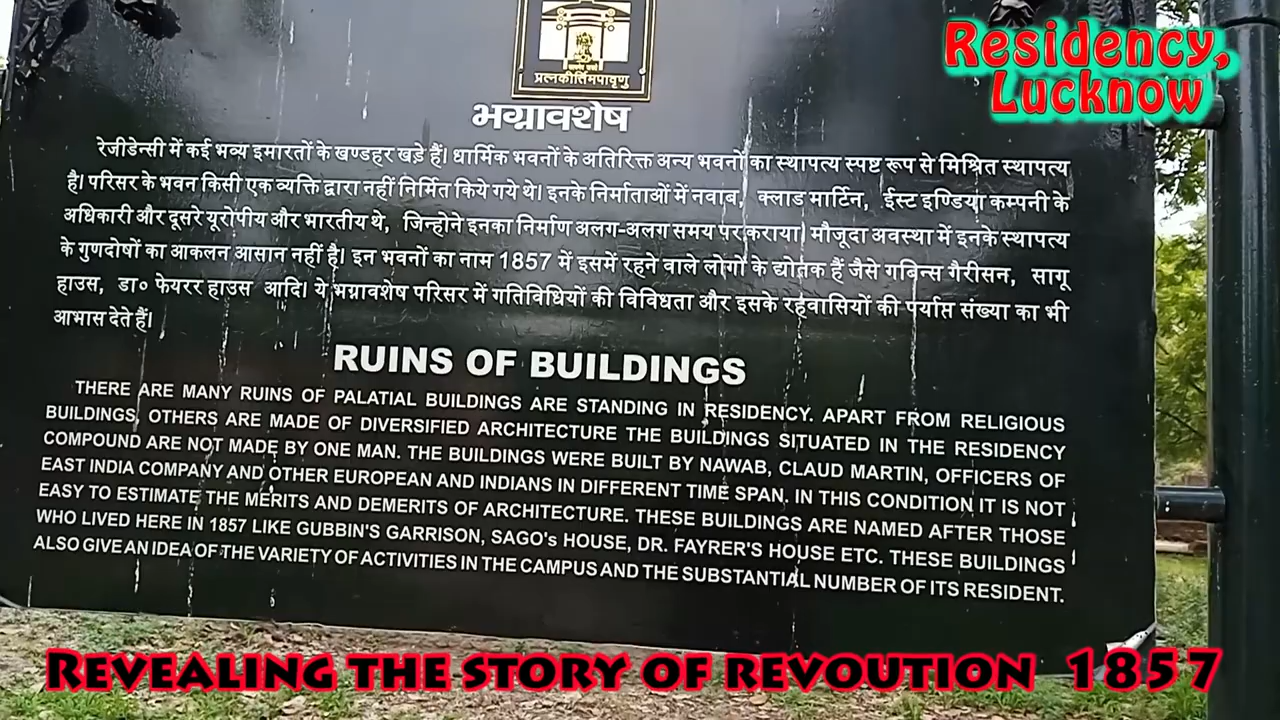 Residency,
Lucknow
प्रत्नकीर्तिमपावृणु
भग्नावशेष
रेजीडेन्सी में कई भव्य इमारतों के खण्डहर खड़े हैं। धार्मिक भवनों के अतिरिक्त अन्य भवनों का स्थापत्य स्पष्ट रूप से मिश्रित स्थापत्य
है। परिसर के भवन किसी एक व्यक्ति द्वारा नहीं निर्मित किये गये थे। इनके निर्माताओं में नवाब, क्लाड मार्टिन, ईस्ट इण्डिया कम्पनी के
अधिकारी और दूसरे यूरोपीय और भारतीय थे, जिन्होने इनका निर्माण अलग-अलग समय पर कराया। मौजूदा अवस्था में इनके स्थापत्य
के गुणदोषों का आकलन आसान नहीं है। इन भवनों का नाम 1857 में इसमें रहने वाले लोगों के द्योतक हैं जैसे गबिन्स गैरीसन, सागू
हाउस, डा० फेयरर हाउस आदि। ये भग्नावशेष परिसर में गतिविधियों की विविधता और इसके रहवासियों की पर्याप्त संख्या का भी
आभास देते हैं।
RUINS OF BUILDINGS
THERE ARE MANY RUINS OF PALATIAL BUILDINGS ARE STANDING IN RESIDENCY. APART FROM RELIGIOUS
BUILDINGS, OTHERS ARE MADE OF DIVERSIFIED ARCHITECTURE THE BUILDINGS SITUATED IN THE RESIDENCY
COMPOUND ARE NOT MADE BY ONE MAN. THE BUILDINGS WERE BUILT BY NAWAB, CLAUD MARTIN, OFFICERS OF
EAST INDIA COMPANY AND OTHER EUROPEAN AND INDIANS IN DIFFERENT TIME SPAN. IN THIS CONDITION IT IS NOT
EASY TO ESTIMATE THE MERITS AND DEMERITS OF ARCHITECTURE. THESE BUILDINGS ARE NAMED AFTER THOSE
WHO LIVED HERE IN 1857 LIKE GUBBIN'S GARRISON, SAGO's HOUSE, DR. FAYRER'S HOUSE ETC. THESE BUILDINGS
ALSO GIVE AN IDEA OF THE VARIETY OF ACTIVITIES IN THE CAMPUS AND THE SUBSTANTIAL NUMBER OF ITS RESIDENT.
REVEALING THE STORY OF REVOUTION 1857